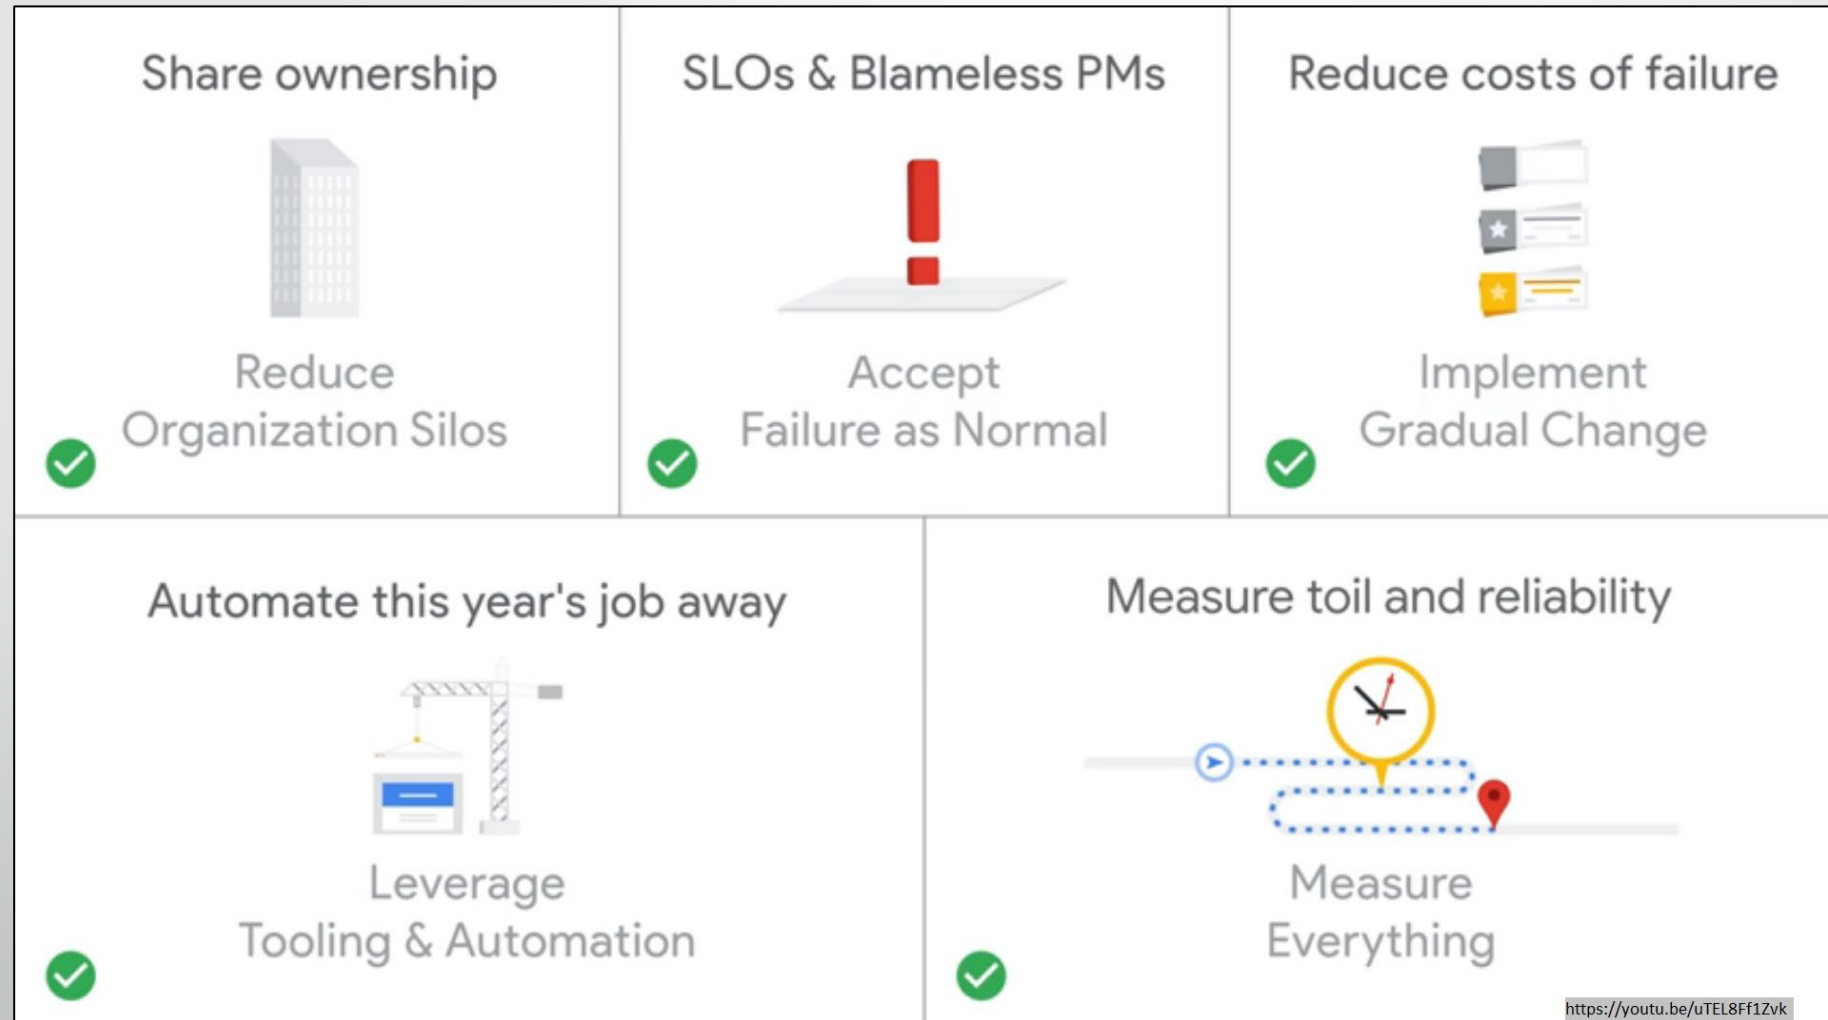 Share ownership
Reduce
Organization Silos
SLOs & Blameless PMs
Accept
Failure as Normal
Reduce costs of failure
Implement
Gradual Change
Automate this year's job away
Leverage
Tooling & Automation
Measure toil and reliability
Measure
Everything
https://youtu.be/uTEL8Ff1Zvk